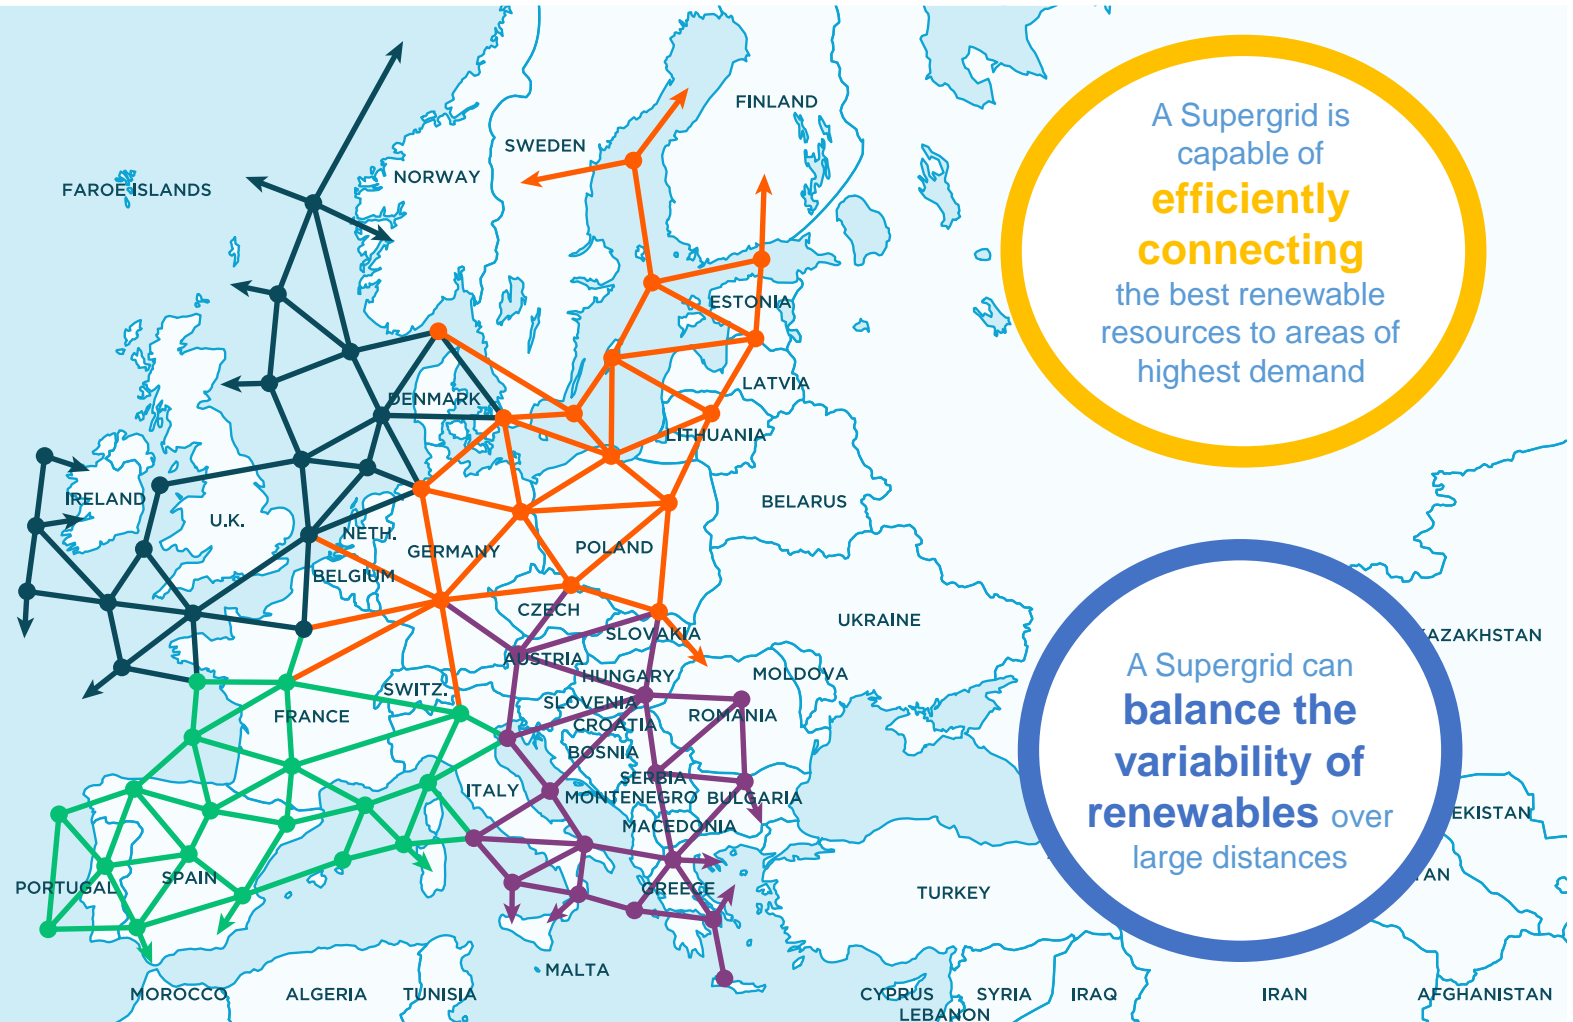 FINLAND
SWEDEN
NORWAY
FAROE ISLANDS
ESTONIA
LATVIA
DENMARK
LITHUANIA
IRELAND
BELARUS
U.K.
NETH.
GERMANY
POLAND
BELGIUM
CZECH
UKRAINE
SLOVAKIA
AUSTRIA
HUNGARY
MOLDOVA
SWITZ.
SLOVENIA
FRANCE
ROMANIA
CROATIA
BOSNIA
SERBIA
ITALY
MONTENEGRO
BULGARIA
MACEDONIA
SPAIN
PORTUGAL
GREECE
TURKEY
MALTA
MOROCCO
ALGERIA
TUNISIA
CYPRUS
SYRIA
IRAQ
IRAN
AFGHANISTAN
LEBANON
A Supergrid is
capable of
efficiently
connecting
the best renewable
resources to areas of
highest demand
AZAKHSTAN
A Supergrid can
balance the
variability of
renewables over
large distances
EKISTAN
AN